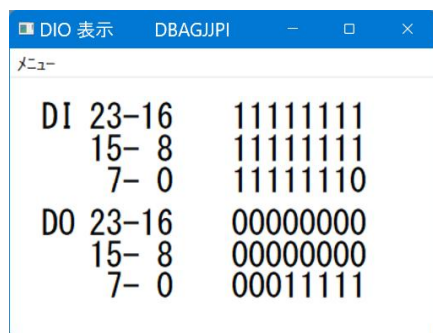 DIO 表示 DBAGJJPI
ﾒﾆｭｰ
DI 23-16 11111111
15- 8 11111111
7- 0 11111110
DO 23-16 00000000
15- 8 00000000
7- 0 00011111